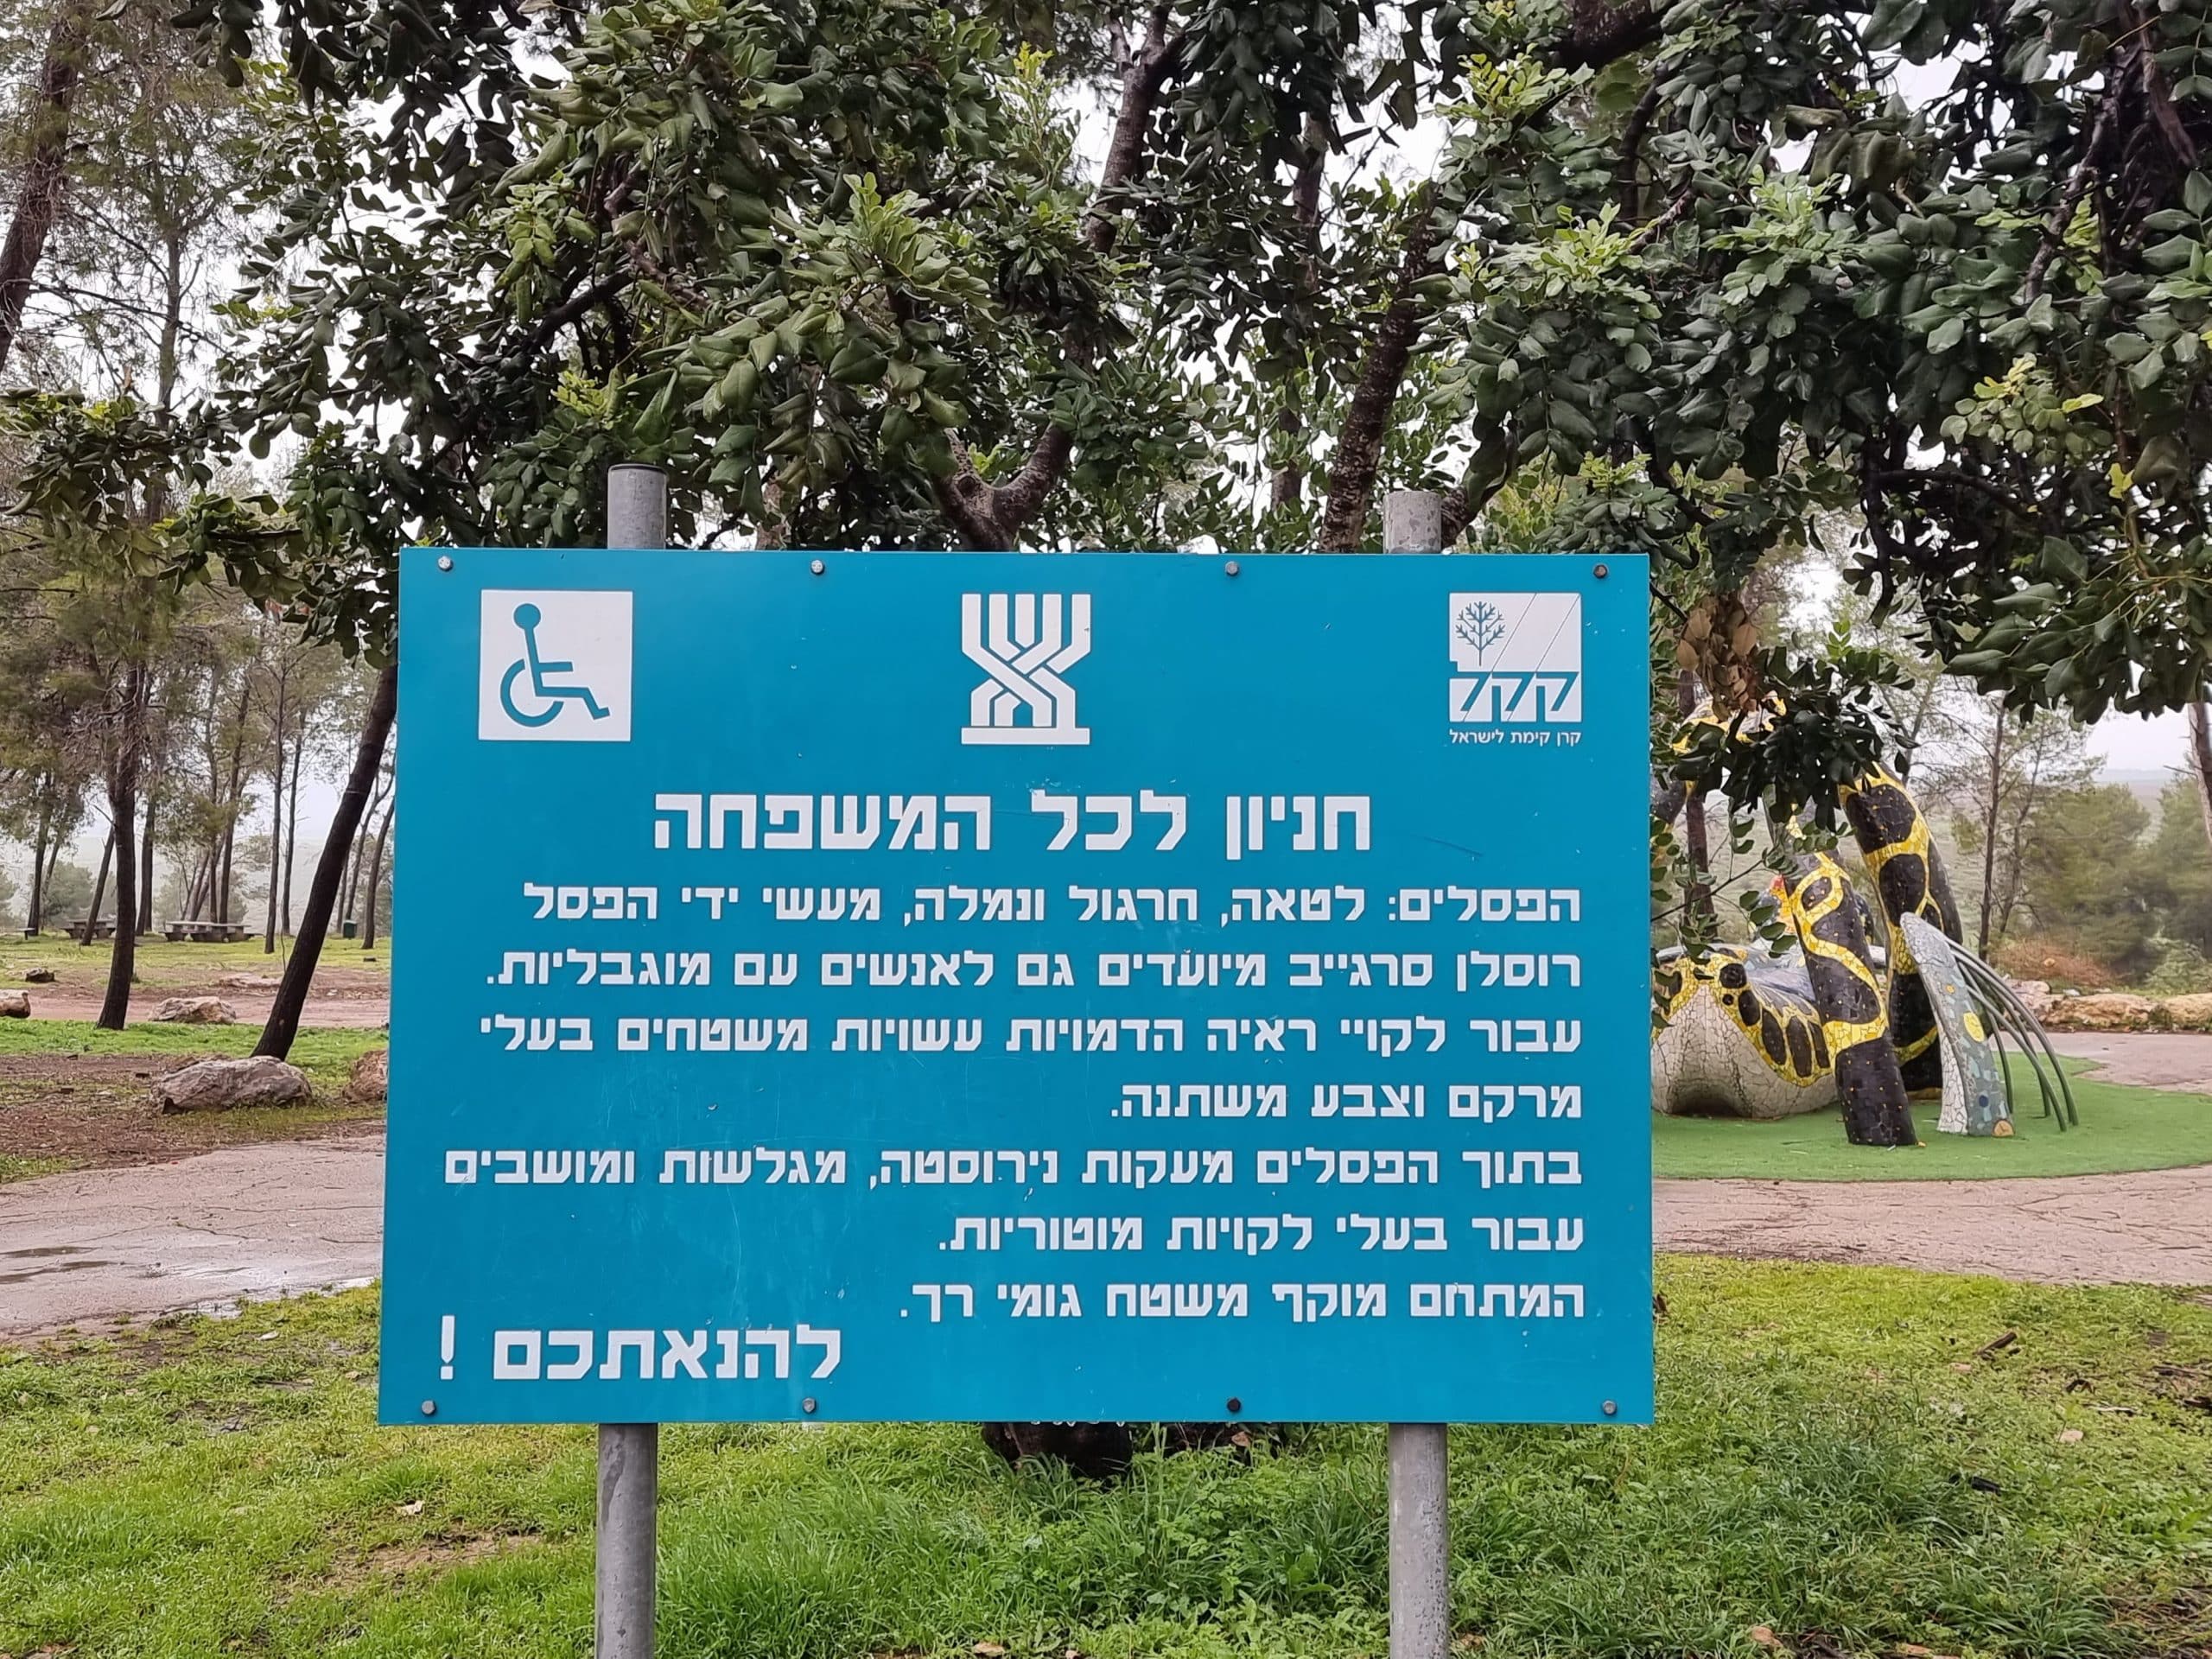 קקל
קרן קימת לישראל
חניון לכל המשפחה
הפסלים: לטאה, חרגול ונמלה, מעשי ידי הפסל
רוסלן סרגייב מיועדים גם לאנשים עם מוגבליות.
עבור לקויי ראיה הדמויות עשויות משטחים בעלי
מרקם וצבע משתנה.
בתוך הפסלים מעקות נירוסטה, מגלשות ומושבים
עבור בעלי לקויות מוטוריות.
המתחם מוקף משטח גומי רך.
להנאתכם !